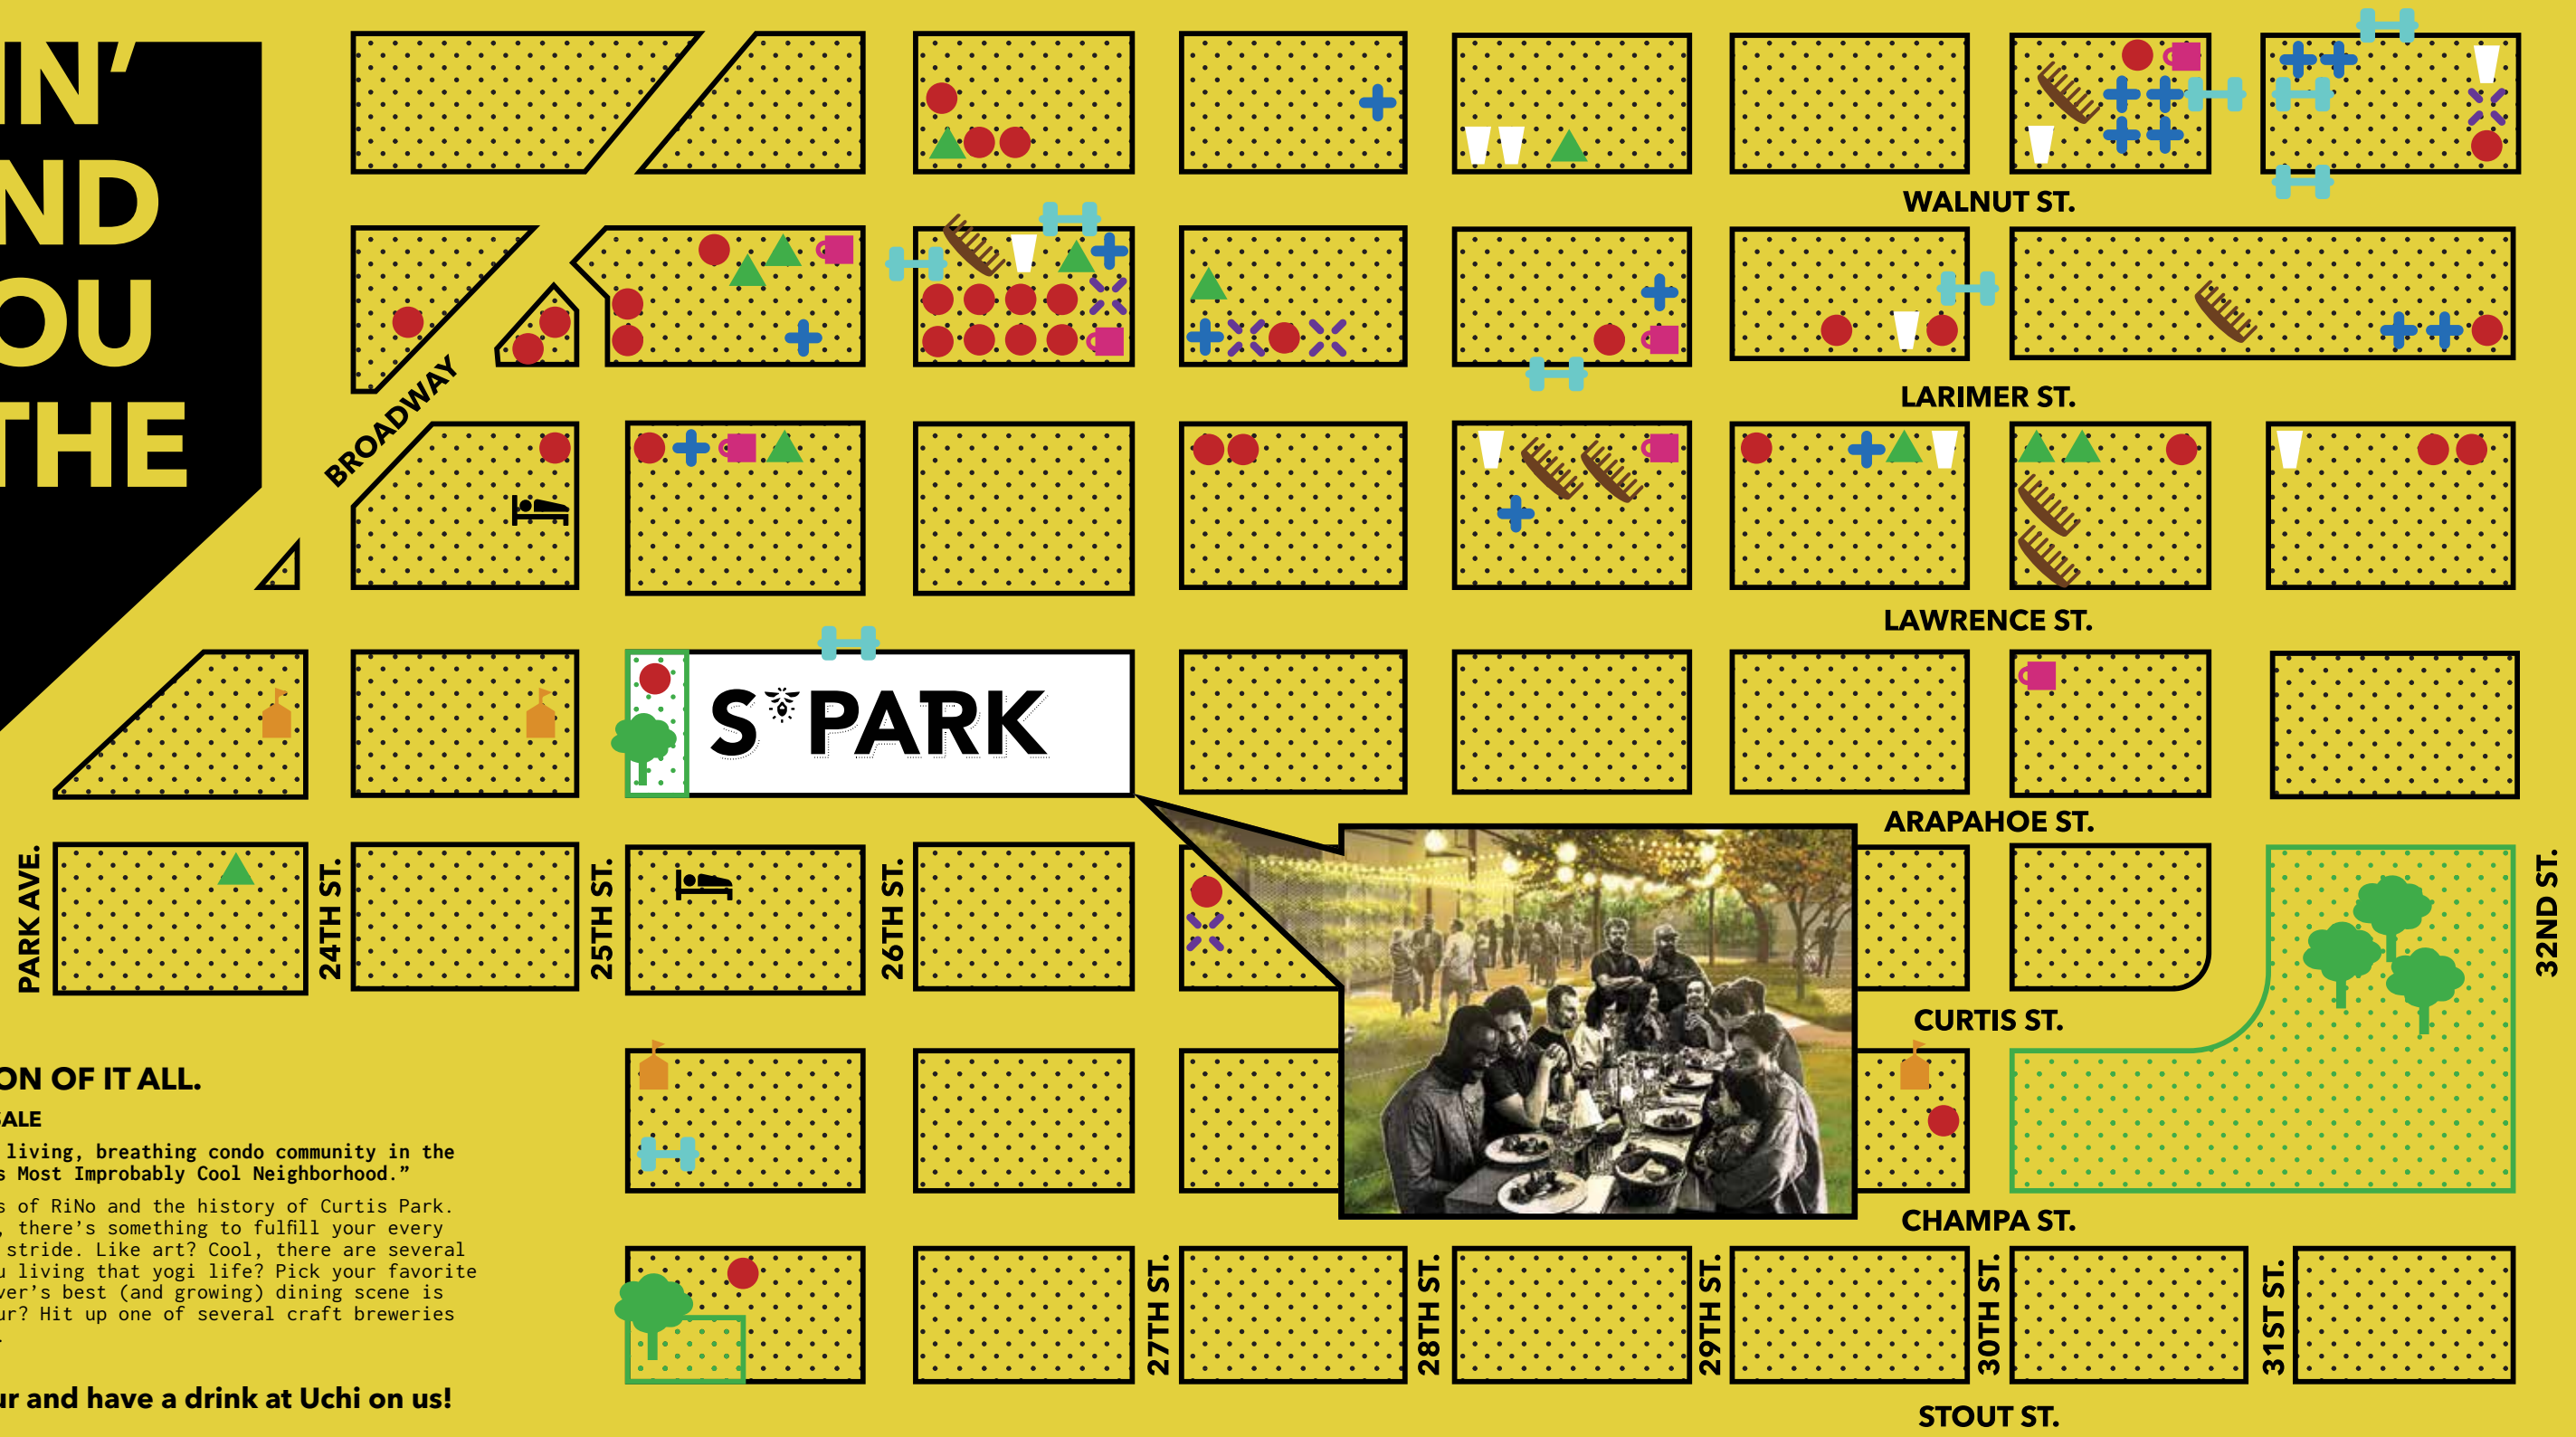 IN’
ND
OU
THE
WALNUT ST.
LARIMER ST.
BROADWAY
LAWRENCE ST.
S PARK
ARAPAHOE ST.
PARK AVE.
24TH ST.
25TH ST.
26TH ST.
32ND ST.
CURTIS ST.
ON OF IT ALL.
SALE
living, breathing condo community in the
s Most Improbably Cool Neighborhood.”
s of RiNo and the history of Curtis Park.
, there’s something to fulfill your every
stride. Like art? Cool, there are several
u living that yogi life? Pick your favorite
ver’s best (and growing) dining scene is
ur? Hit up one of several craft breweries
.
CHAMPA ST.
27TH ST.
28TH ST.
29TH ST.
30TH ST.
31ST ST.
ur and have a drink at Uchi on us!
STOUT ST.